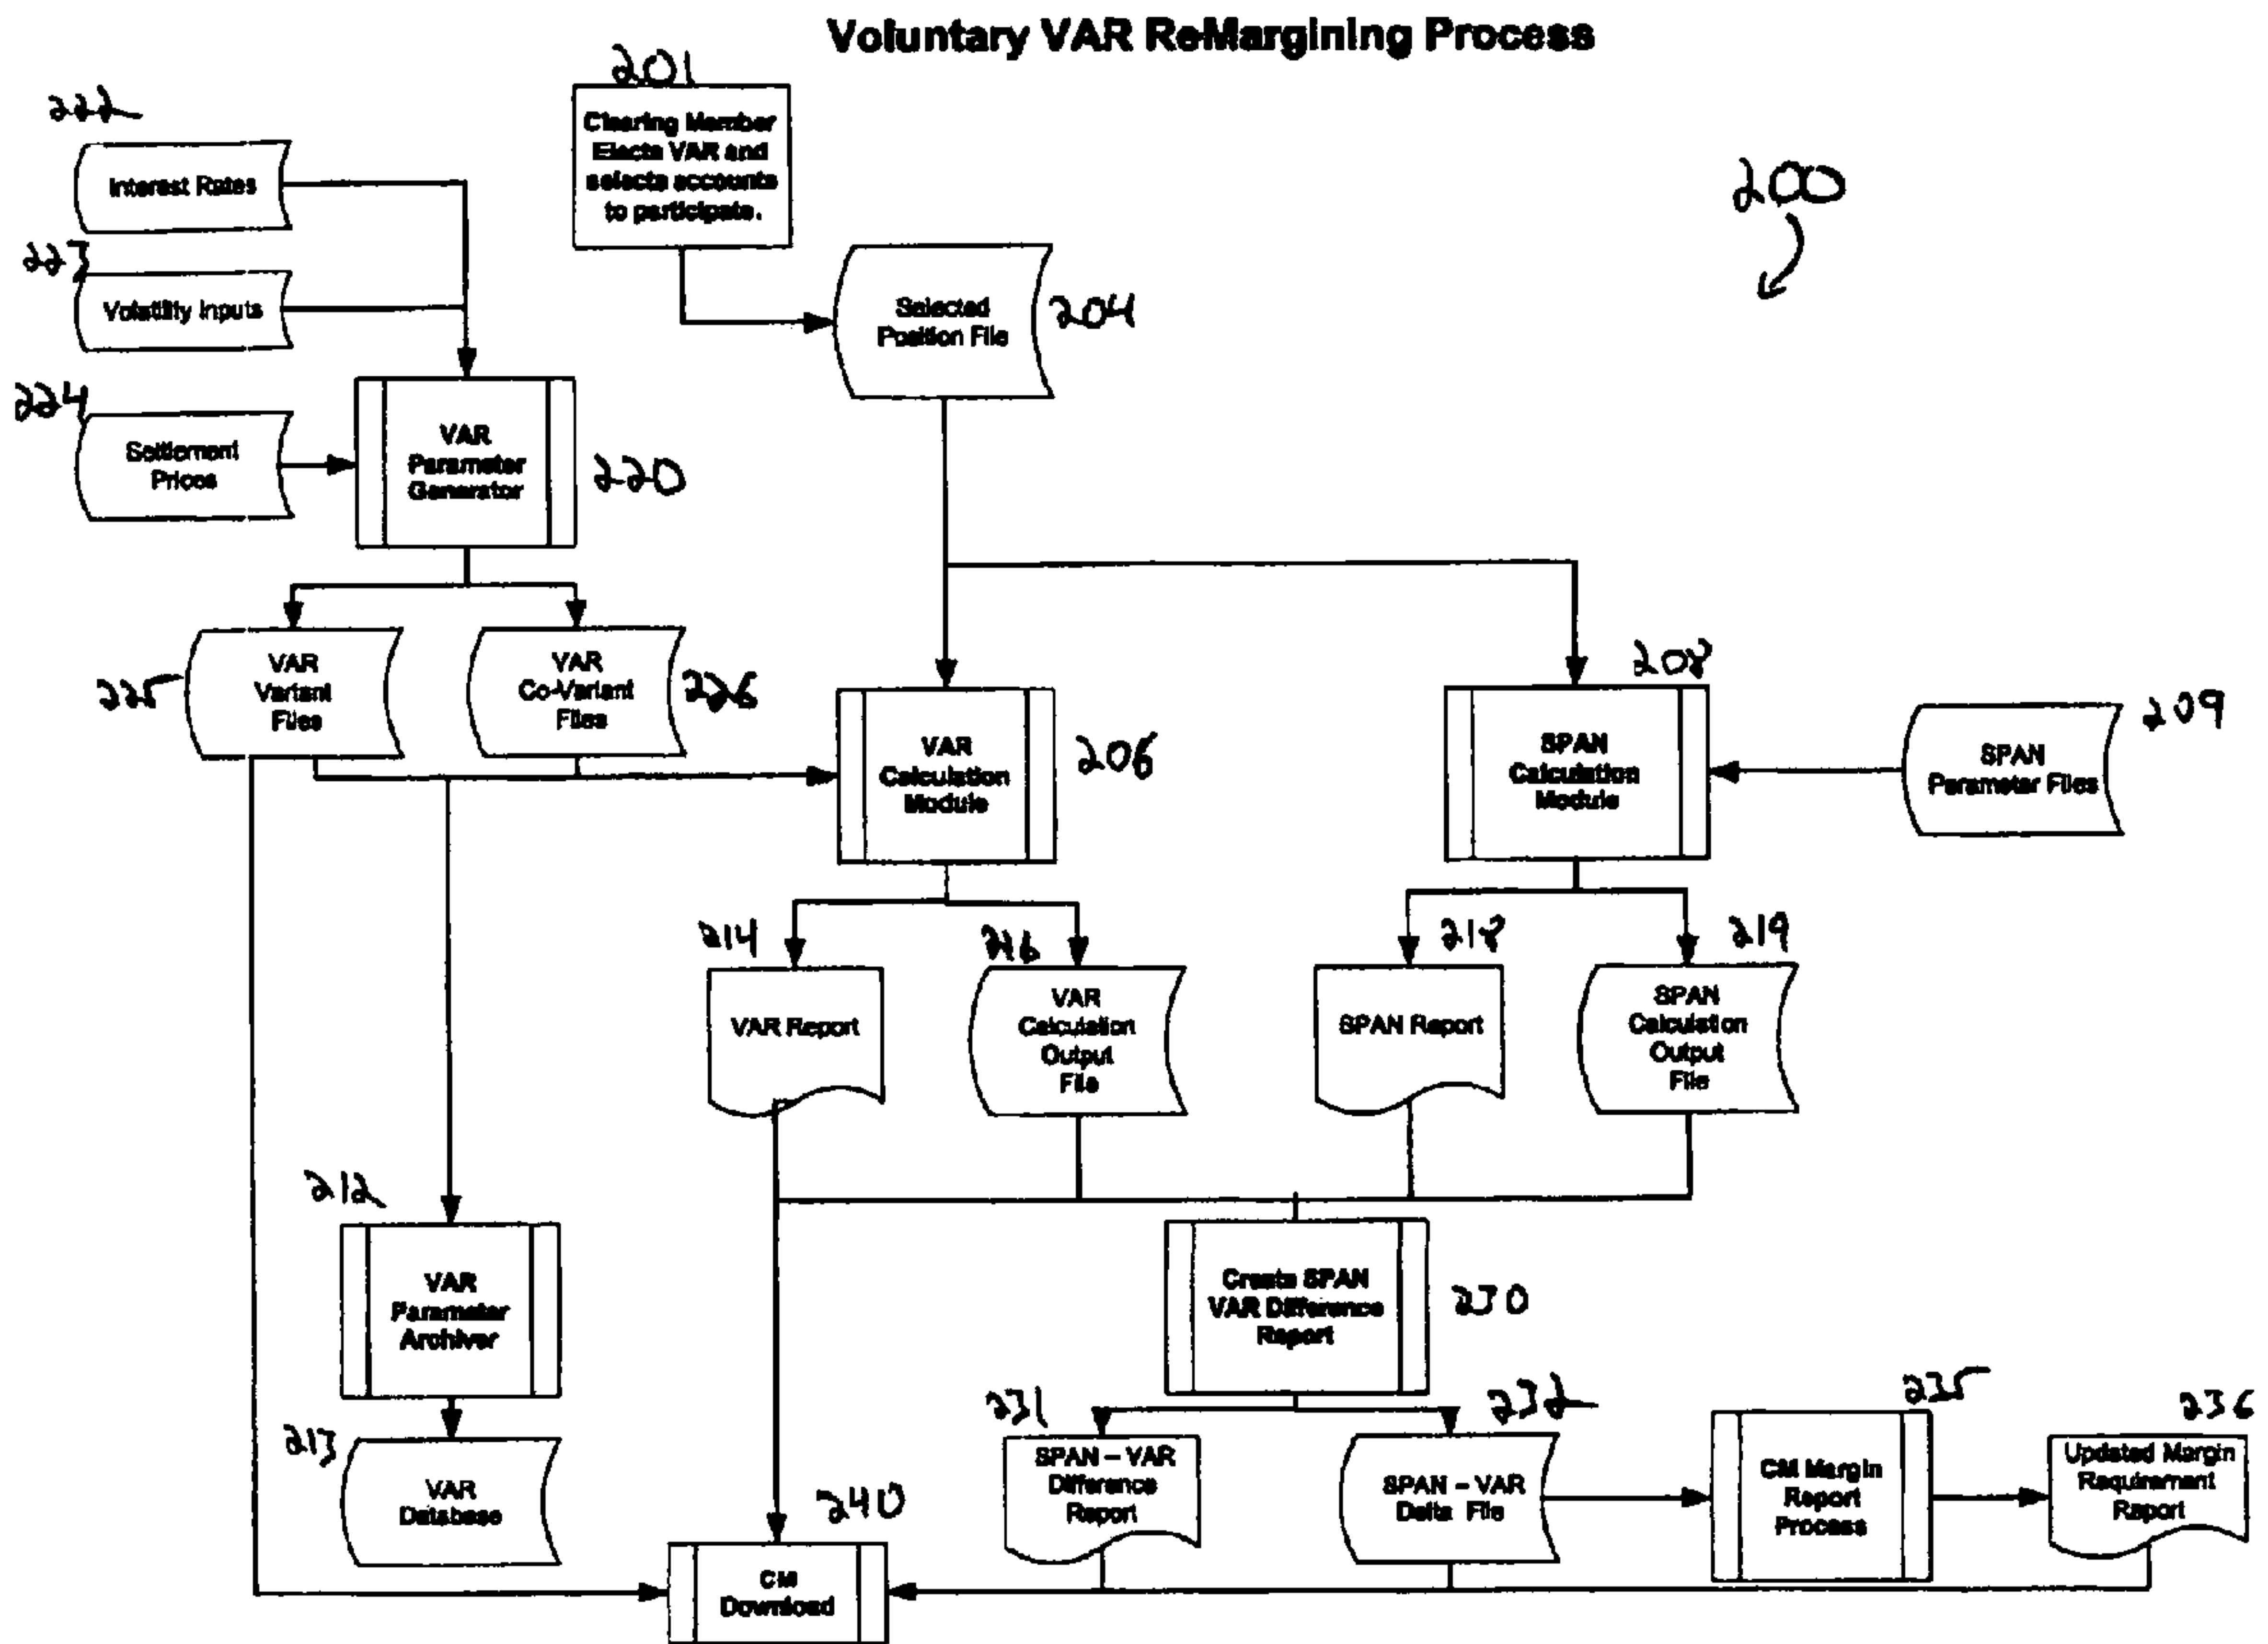 Voluntary VAR ReMargining Process
201
Clearing Member
Elects VAR and
selects accounts
to participate.
222
Interest Rates
200
223
Volatility Inputs
Selected
Position File
204
224
Settlement
Prices
VAR
Parameter
Generator
220
VAR
Variant
Files
225
VAR
Co-Variant
Files
226
VAR
Calculation
Module
206
208
SPAN
Calculation
Module
209
SPAN
Parameter Files
214
VAR Report
216
VAR
Calculation
Output
File
218
SPAN Report
219
SPAN
Calculation
Output
File
212
VAR
Parameter
Archiver
Create SPAN
VAR Difference
Report
230
213
VAR
Database
240
CM
Download
231
SPAN – VAR
Difference
Report
232
SPAN – VAR
Delta File
235
CM Margin
Report
Process
236
Updated Margin
Requirement
Report